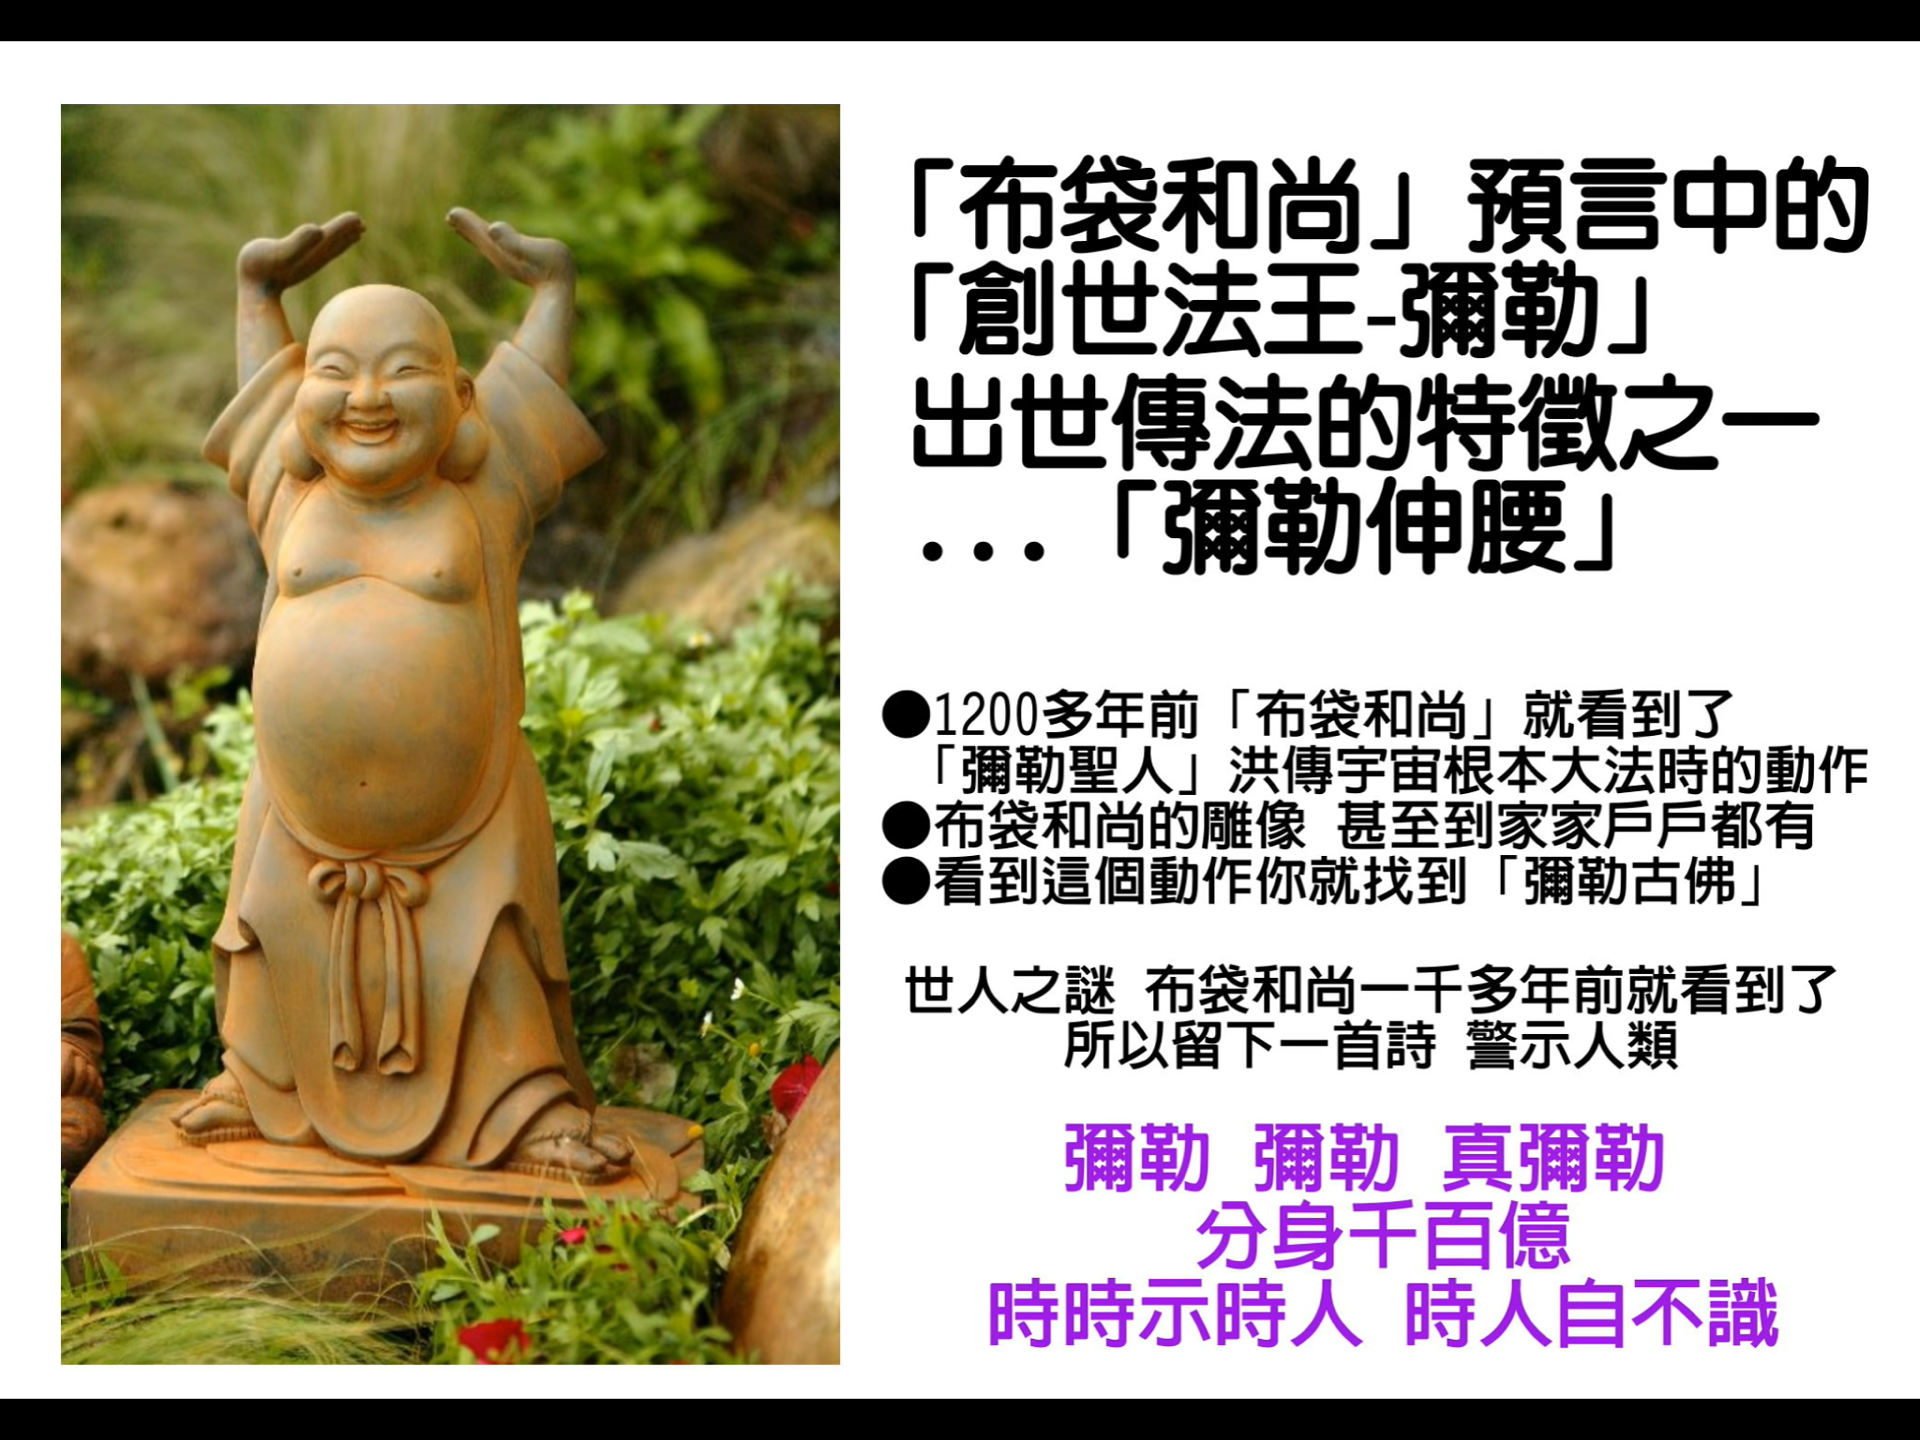 「布袋和尚」預言中的
「創世法王-彌勒」
出世傳法的特徵之一
...「彌勒伸腰」
●1200多年前「布袋和尚」就看到了
「彌勒聖人」洪傳宇宙根本大法時的動作
●布袋和尚的雕像 甚至到家家戶戶都有
●看到這個動作你就找到「彌勒古佛」
世人之謎 布袋和尚一千多年前就看到了
所以留下一首詩 警示人類
彌勒 彌勒 真彌勒
分身千百億
時時示時人 時人自不識